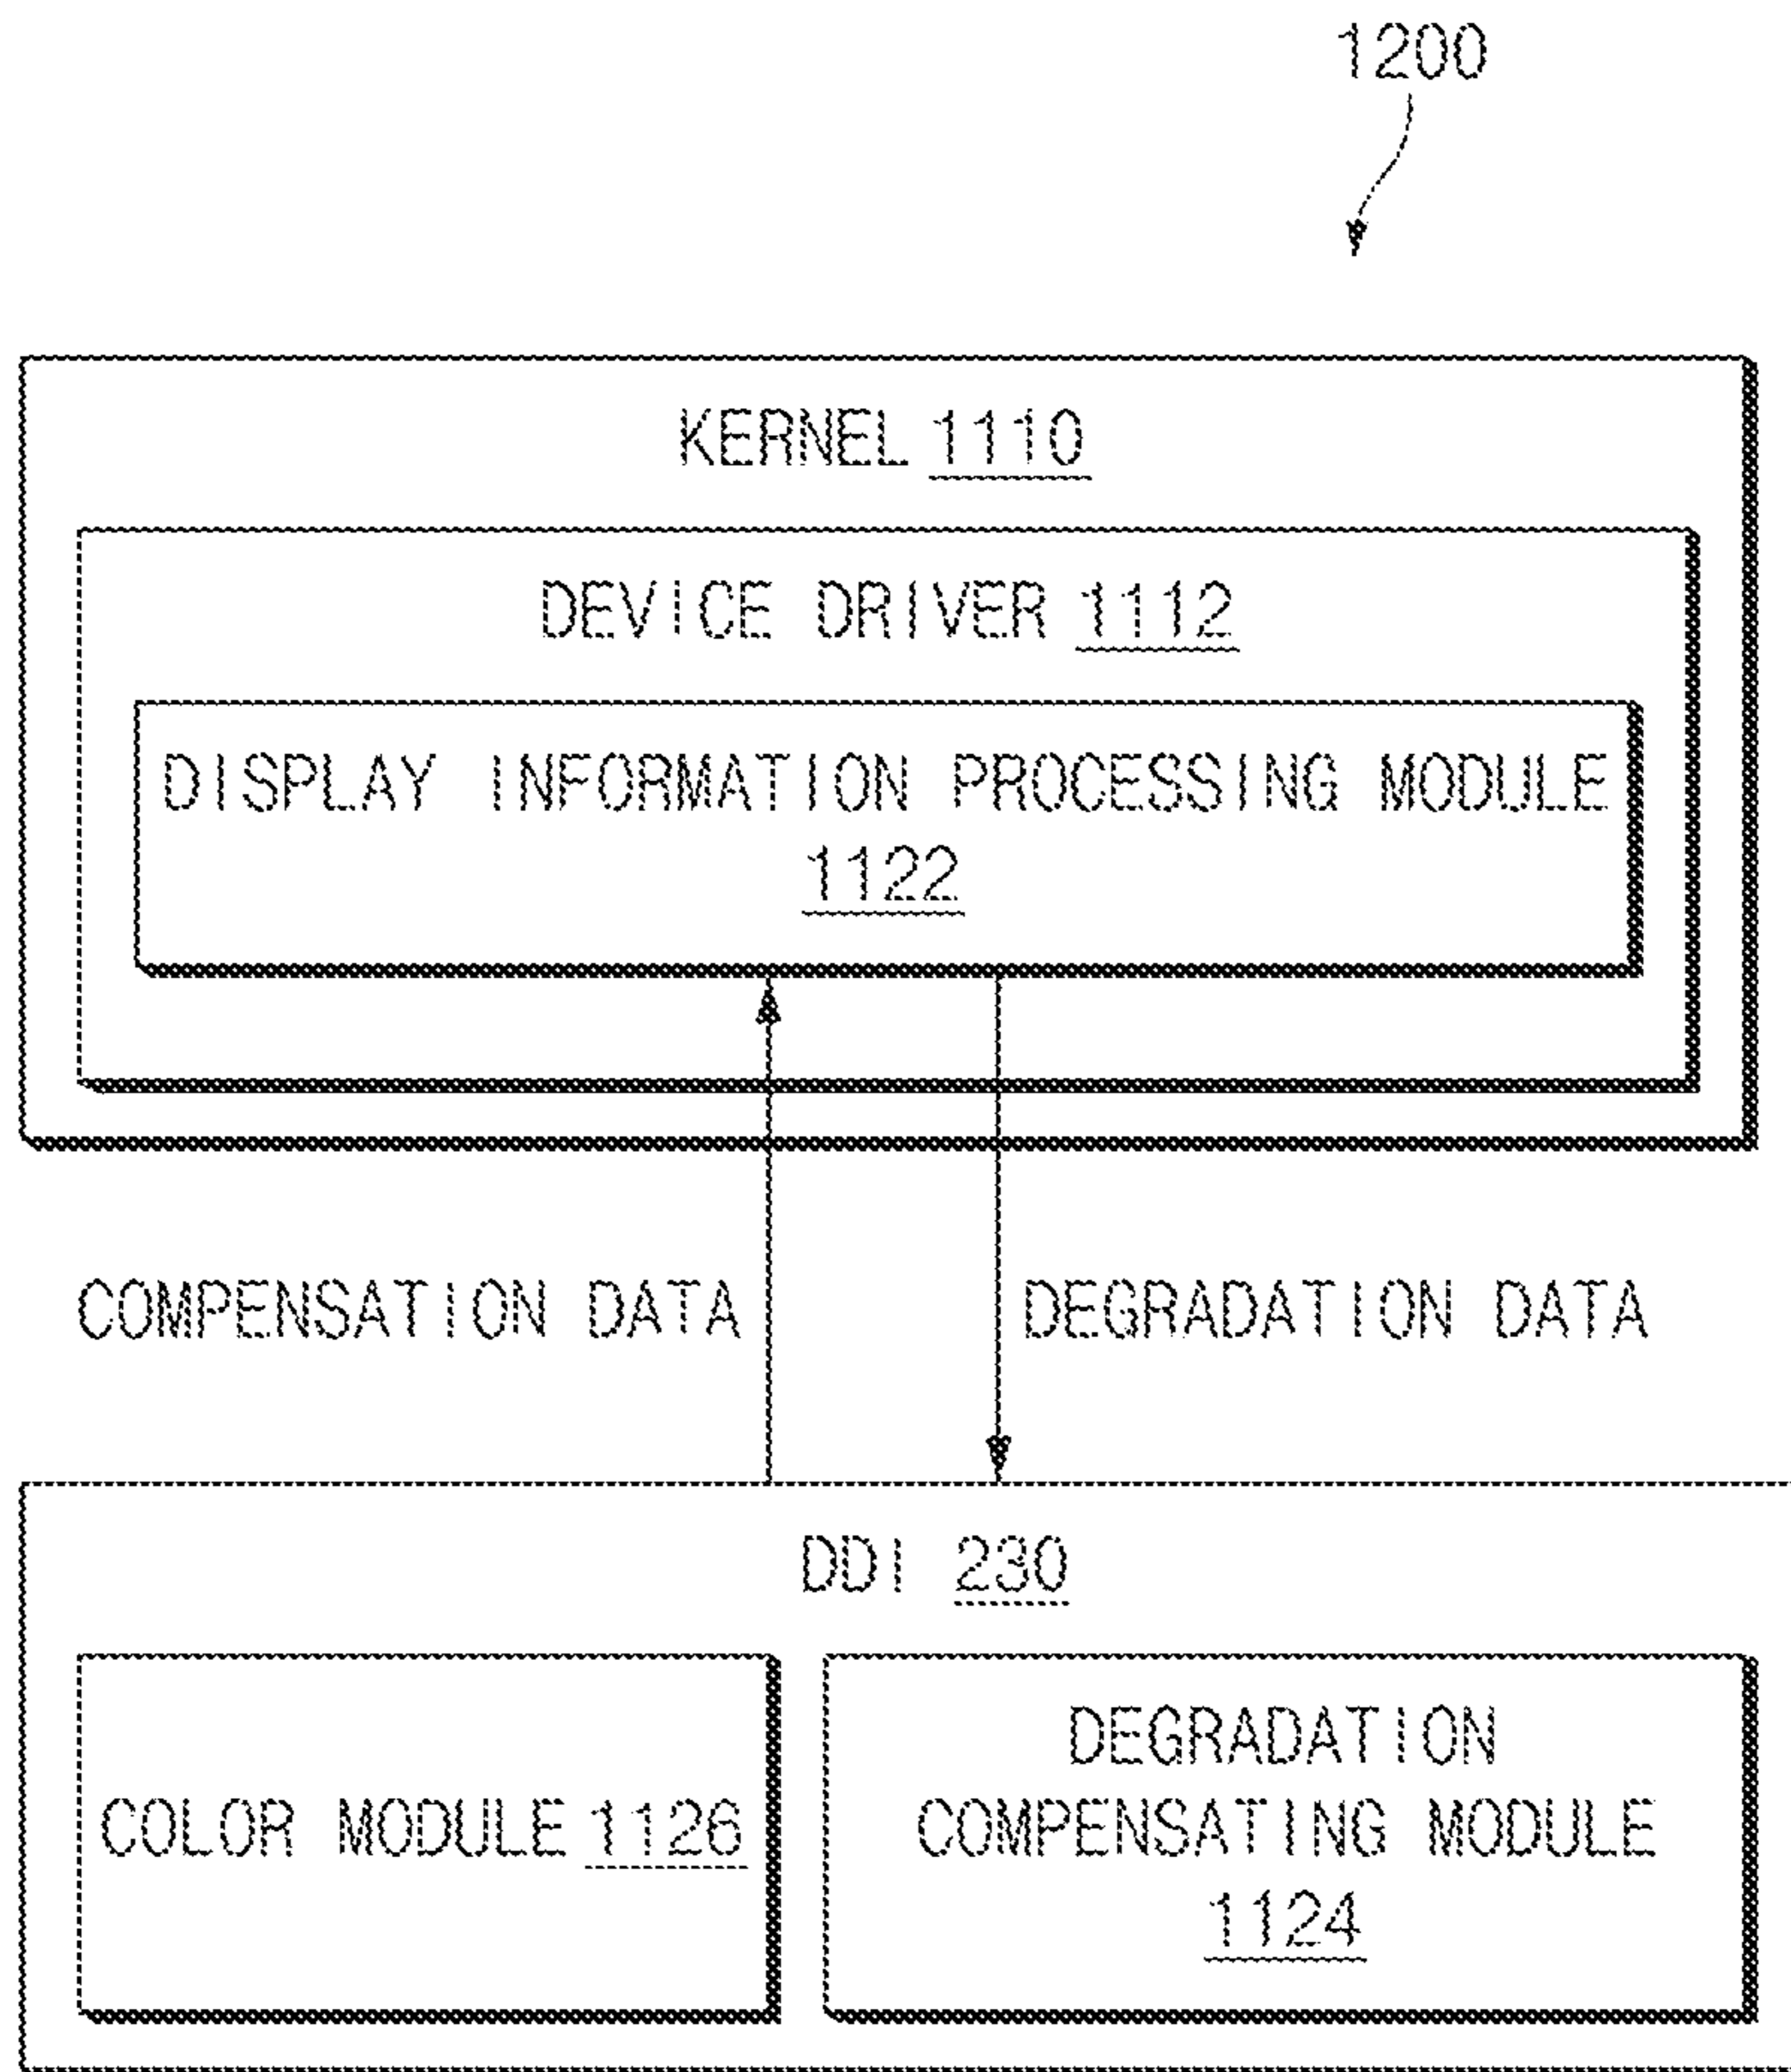 1200
KERNEL 1110
DEVICE DRIVER 1112
DISPLAY INFORMATION PROCESSING MODULE
1122
COMPENSATION DATA
DEGRADATION DATA
DDI 230
COLOR MODULE 1126
DEGRADATION
COMPENSATING MODULE
1124